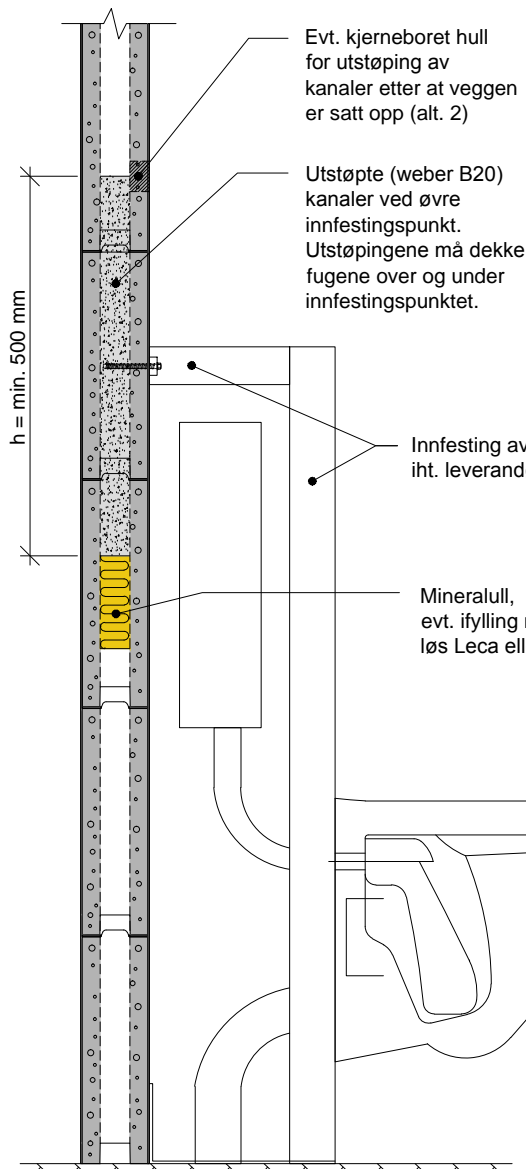 Evt. kjerneboret hull
for utstøping av
kanaler etter at veggen
er satt opp (alt. 2)
Utstøpte (weber B20)
kanaler ved øvre
innfestingspunkt.
Utstøpingene må dekke
fugene over og under
innfestingspunktet.
h = min. 500 mm
Innfesting av
iht.
Mineralull,
evt. ifylling
løs Leca